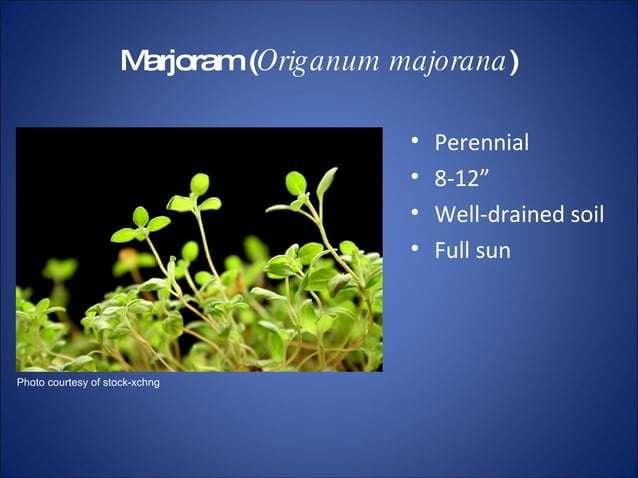 Marjoram (Origanum majorana)
• Perennial
• 8-12”
• Well-drained soil
• Full sun
Photo courtesy of stock-xchng